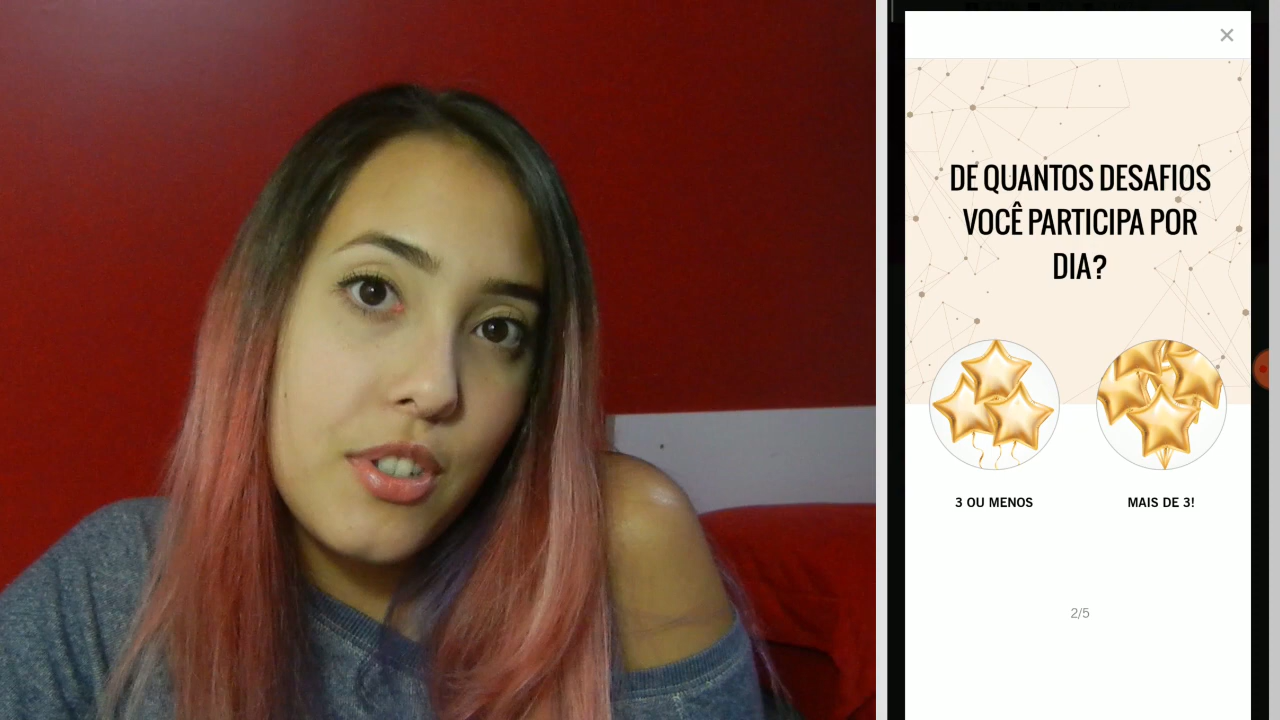 DE QUANTOS DESAFIOS
VOCÊ PARTICIPA POR
DIA?
3 OU MENOS
MAIS DE 3!
2/5